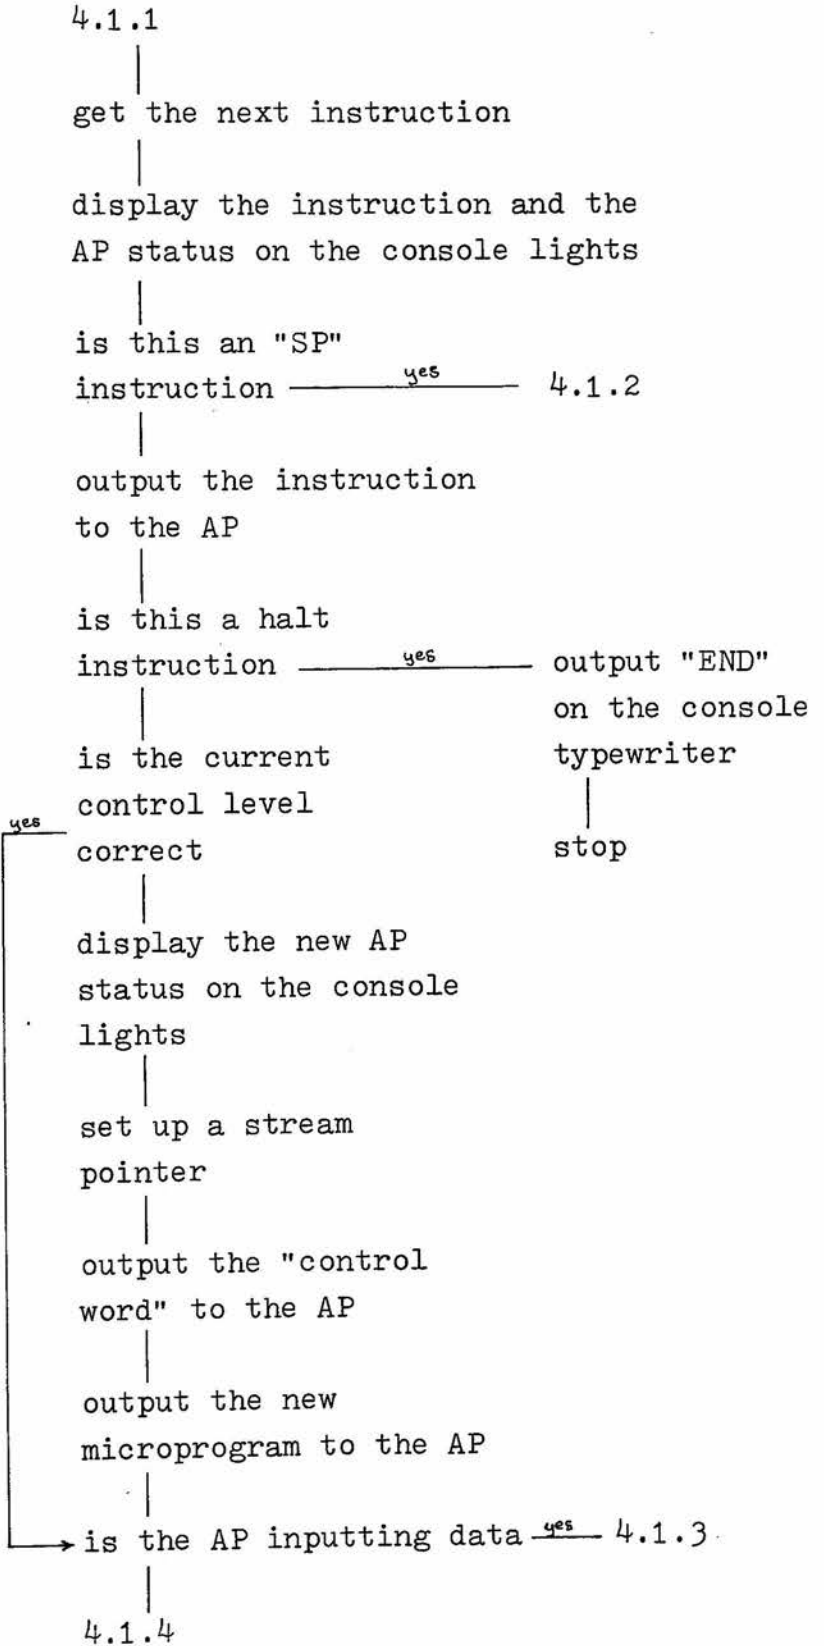 4.1.1
get the next instruction
display the instruction and the
AP status on the console lights
is this an "SP"
instruction yes 4.1.2
output the instruction
to the AP
is this a halt
instruction yes output "END"
on the console
typewriter
stop
is the current
control level
yes
correct
display the new AP
status on the console
lights
set up a stream
pointer
output the "control
word" to the AP
output the new
microprogram to the AP
is the AP inputting data yes 4.1.3
4.1.4